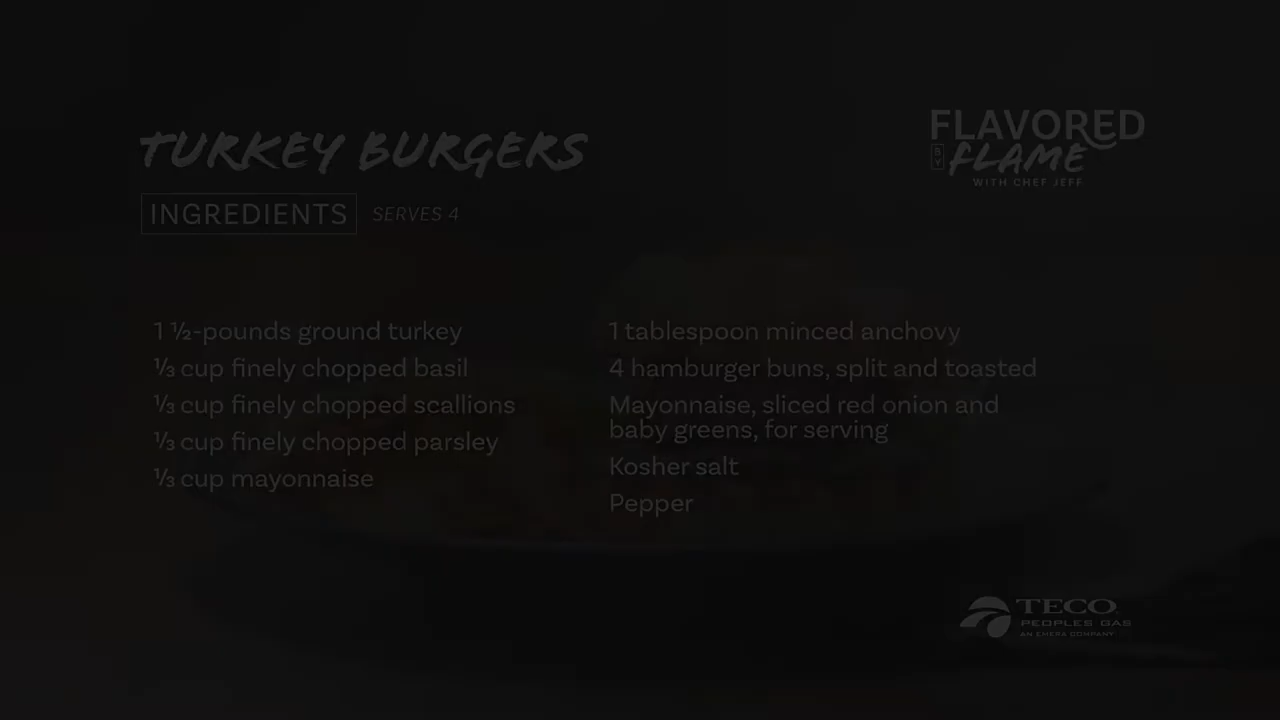 TURKEY BURGERS
INGREDIENTS SERVES 4
1 ½-pounds ground turkey
⅓ cup finely chopped basil
⅓ cup finely chopped scallions
⅓ cup finely chopped parsley
⅓ cup mayonnaise
1 tablespoon minced anchovy
4 hamburger buns, split and toasted
Mayonnaise, sliced red onion and
baby greens, for serving
Kosher salt
Pepper
FLAVORED
BY FLAME
WITH CHEF JEFF
TECO
PEOPLES GAS
AN EMERA COMPANY